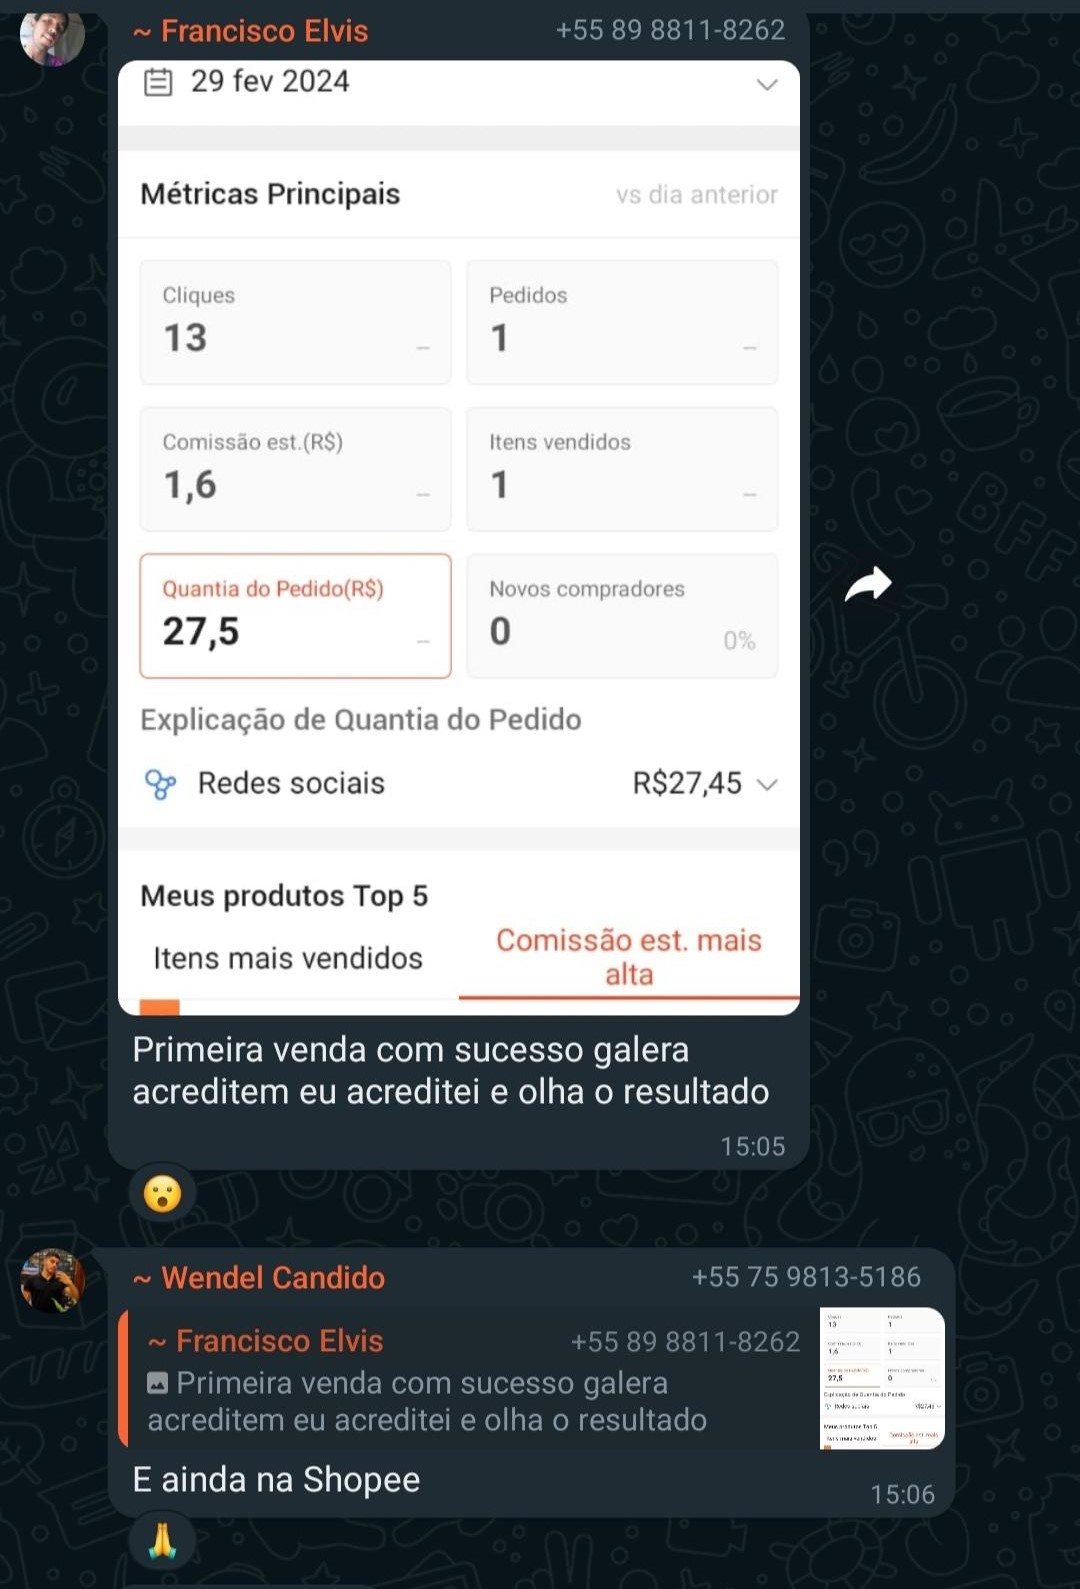 ~ Francisco Elvis +55 89 8811-8262
29 fev 2024
Métricas Principais vs dia anterior
Cliques Pedidos
13 – 1 –
Comissão est.(R$) Itens vendidos
1,6 – 1 –
Quantia do Pedido(R$) Novos compradores
27,5 – 0 0%
Explicação de Quantia do Pedido
Redes sociais R$27,45
Meus produtos Top 5
Itens mais vendidos Comissão est. mais
alta
Primeira venda com sucesso galera
acreditem eu acreditei e olha o resultado
15:05
~ Wendel Candido +55 75 9813-5186
~ Francisco Elvis +55 89 8811-8262
Primeira venda com sucesso galera
acreditem eu acreditei e olha o resultado
E ainda na Shopee
15:06